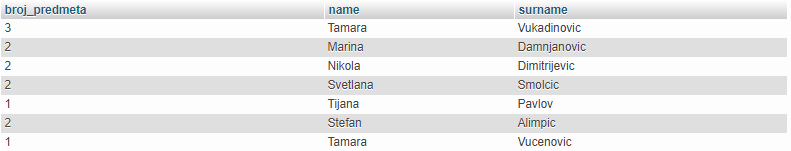 broj_predmeta name surname
3 Tamara Vukadinovic
2 Marina Damnjanovic
2 Nikola Dimitrijevic
2 Svetlana Smolcic
1 Tijana Pavlov
2 Stefan Alimpic
1 Tamara Vucenovic